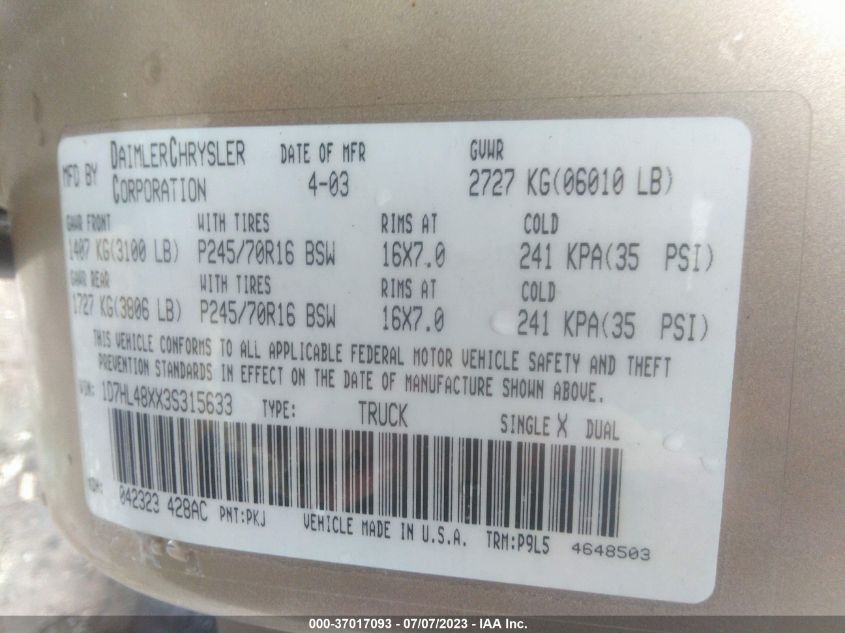 MFD BY DAIMLERCHRYSLER CORPORATION DATE OF MFR 4-03 GVWR 2727 KG(06010 LB)
GAWR FRONT WITH TIRES RIMS AT COLD
1407 KG(3100 LB) P245/70R16 BSW 16X7.0 241 KPA(35 PSI)
GAWR REAR WITH TIRES RIMS AT COLD
1727 KG(3806 LB) P245/70R16 BSW 16X7.0 241 KPA(35 PSI)
THIS VEHICLE CONFORMS TO ALL APPLICABLE FEDERAL MOTOR VEHICLE SAFETY AND THEFT
PREVENTION STANDARDS IN EFFECT ON THE DATE OF MANUFACTURE SHOWN ABOVE.
VIN: 1D7HL48XX3S315633 TYPE: TRUCK SINGLE X DUAL
MDH: 042323 428AC PNT:PKJ VEHICLE MADE IN U.S.A. TRM:P9L5 4648503
000-37017093 - 07/07/2023 - IAA Inc.